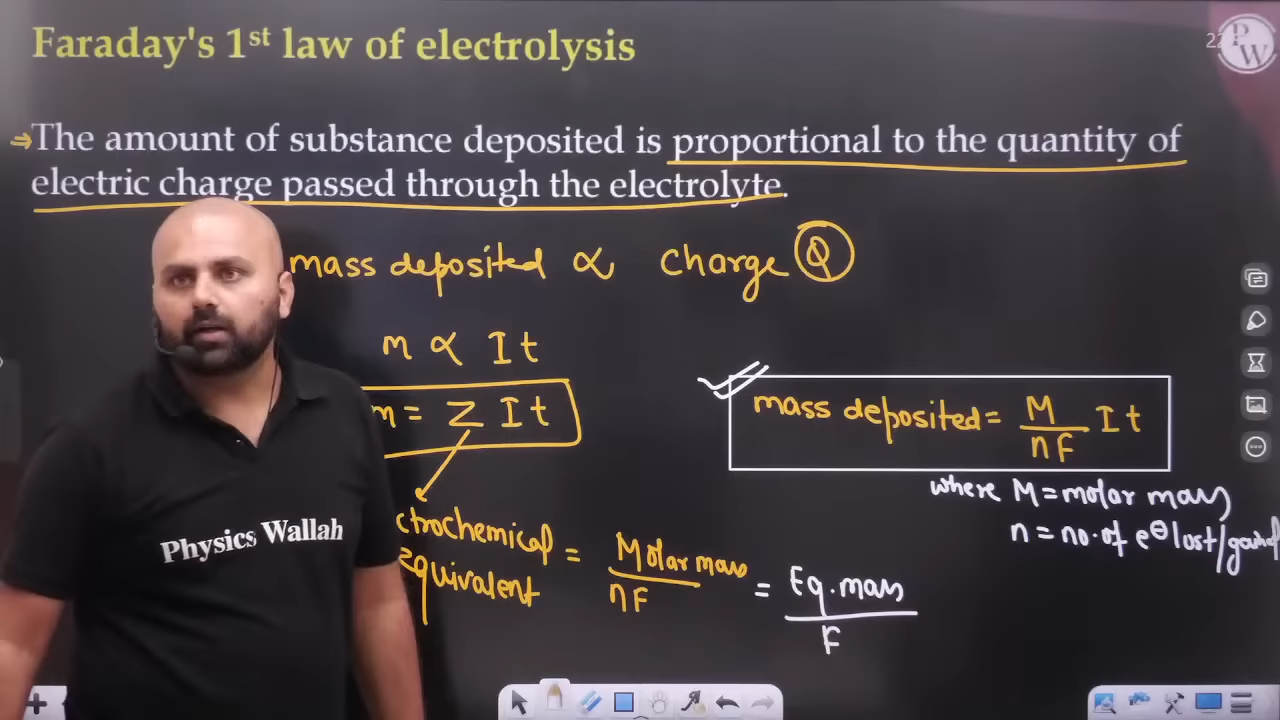 Faraday's 1st law of electrolysis
PW
⇒The amount of substance deposited is proportional to the quantity of
electric charge passed through the electrolyte.
mass deposited ∝ charge Q
m ∝ I t
m = Z I t
mass deposited = M/nF I t
where M = molar mass
n = no. of e⊖ lost/gained
ctrochemical = Molar mass/nF = Eq. mass/F
equivalent
Physics Wallah